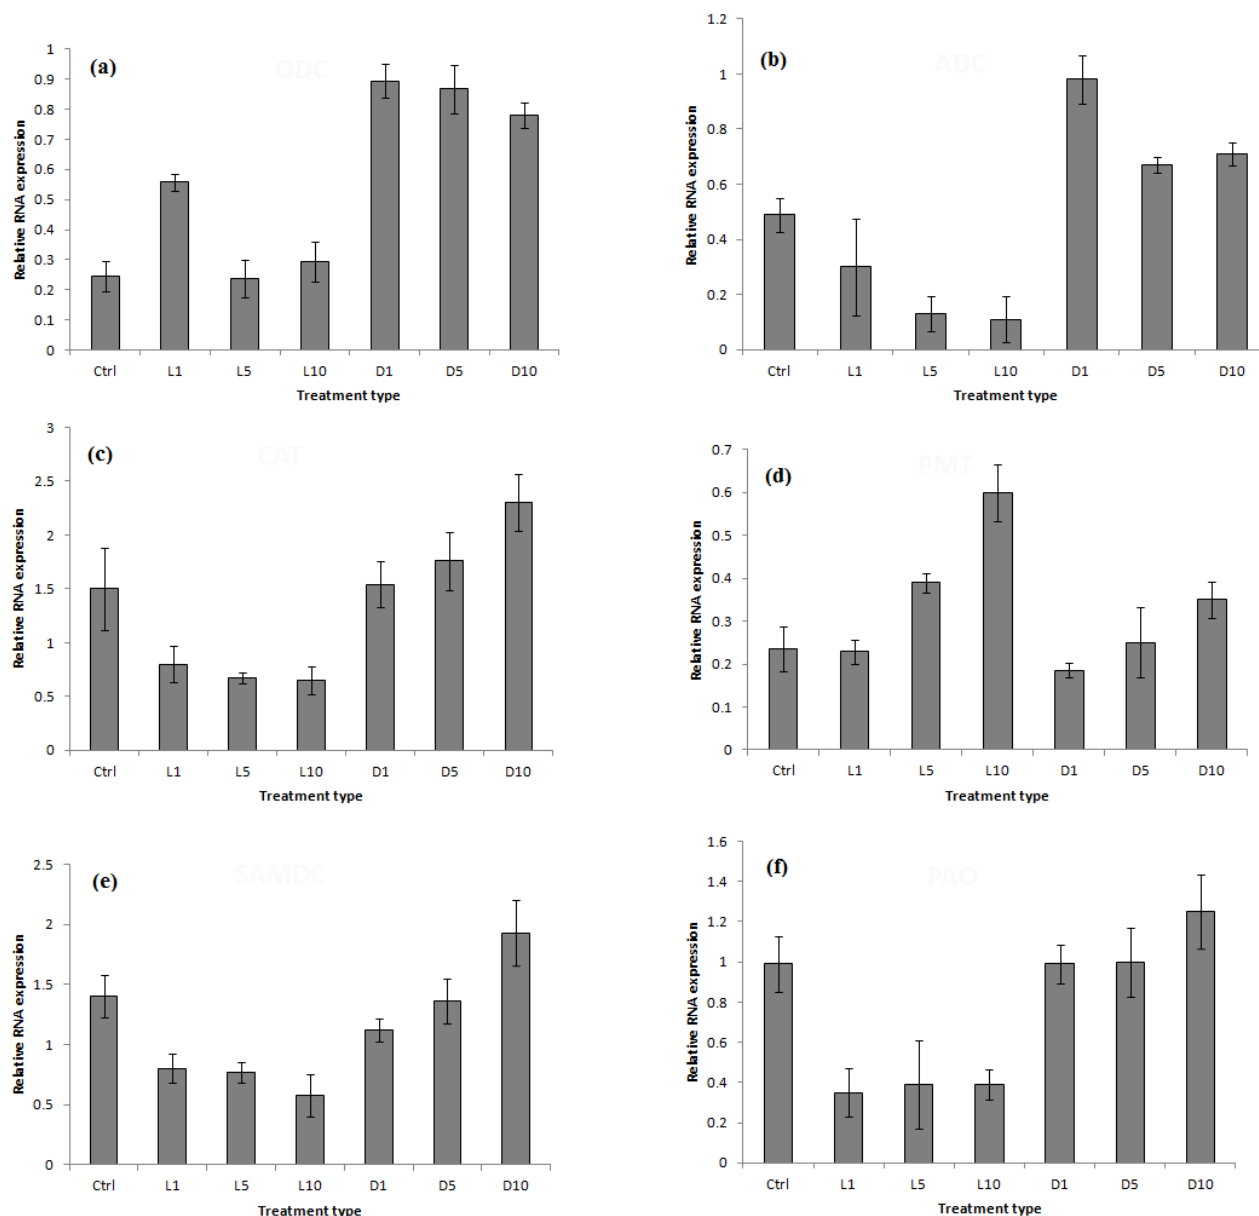 (a)
ODC
Relative RNA expression
1
0.9
0.8
0.7
0.6
0.5
0.4
0.3
0.2
0.1
0
Ctrl L1 L5 L10 D1 D5 D10
Treatment type
(b)
ADC
Relative RNA expression
1.2
1
0.8
0.6
0.4
0.2
0
Ctrl L1 L5 L10 D1 D5 D10
Treatment type
(c)
CAT
Relative RNA expression
3
2.5
2
1.5
1
0.5
0
Ctrl L1 L5 L10 D1 D5 D10
Treatment type
(d)
PMT
Relative RNA expression
0.7
0.6
0.5
0.4
0.3
0.2
0.1
0
Ctrl L1 L5 L10 D1 D5 D10
Treatment type
(e)
SAMDC
Relative RNA expression
2.5
2
1.5
1
0.5
0
Ctrl L1 L5 L10 D1 D5 D10
Treatment type
(f)
PAO
Relative RNA expression
1.6
1.4
1.2
1
0.8
0.6
0.4
0.2
0
Ctrl L1 L5 L10 D1 D5 D10
Treatment type